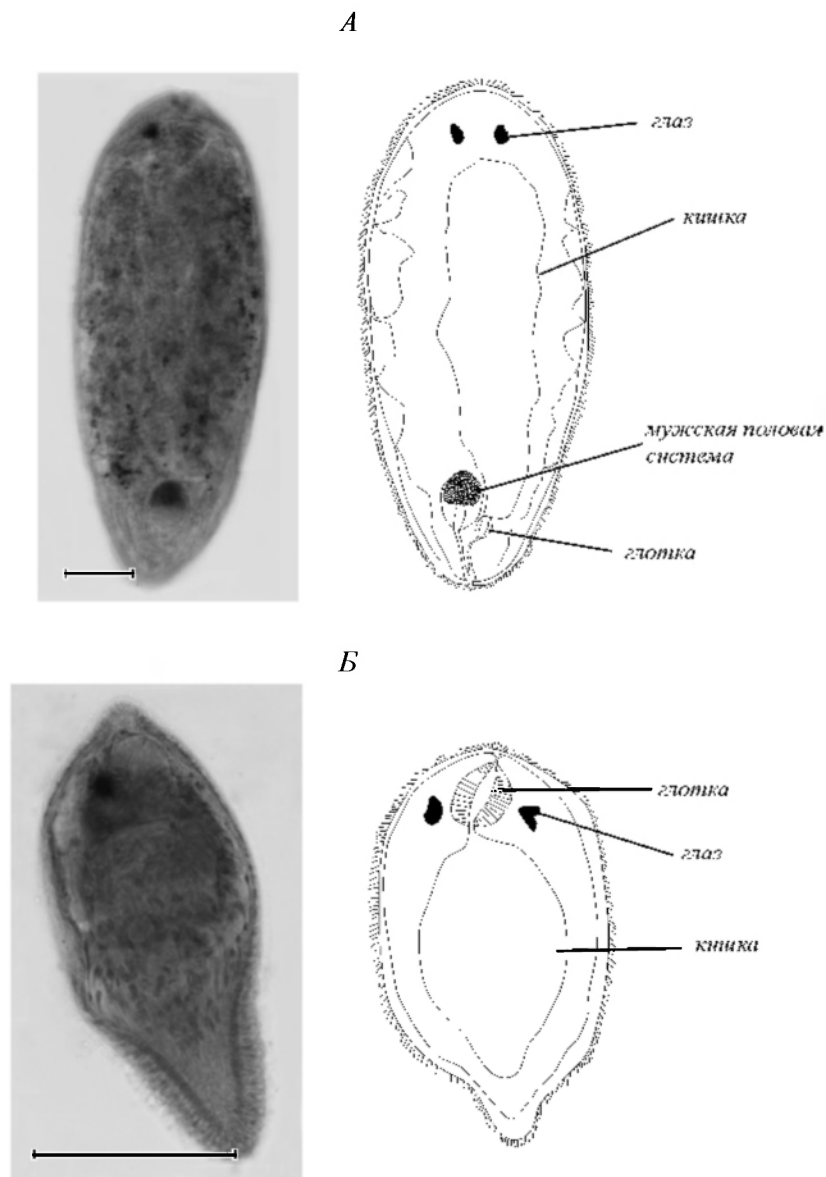 А
глаз
кишка
мужская половая
система
глотка
Б
глотка
глаз
кишка